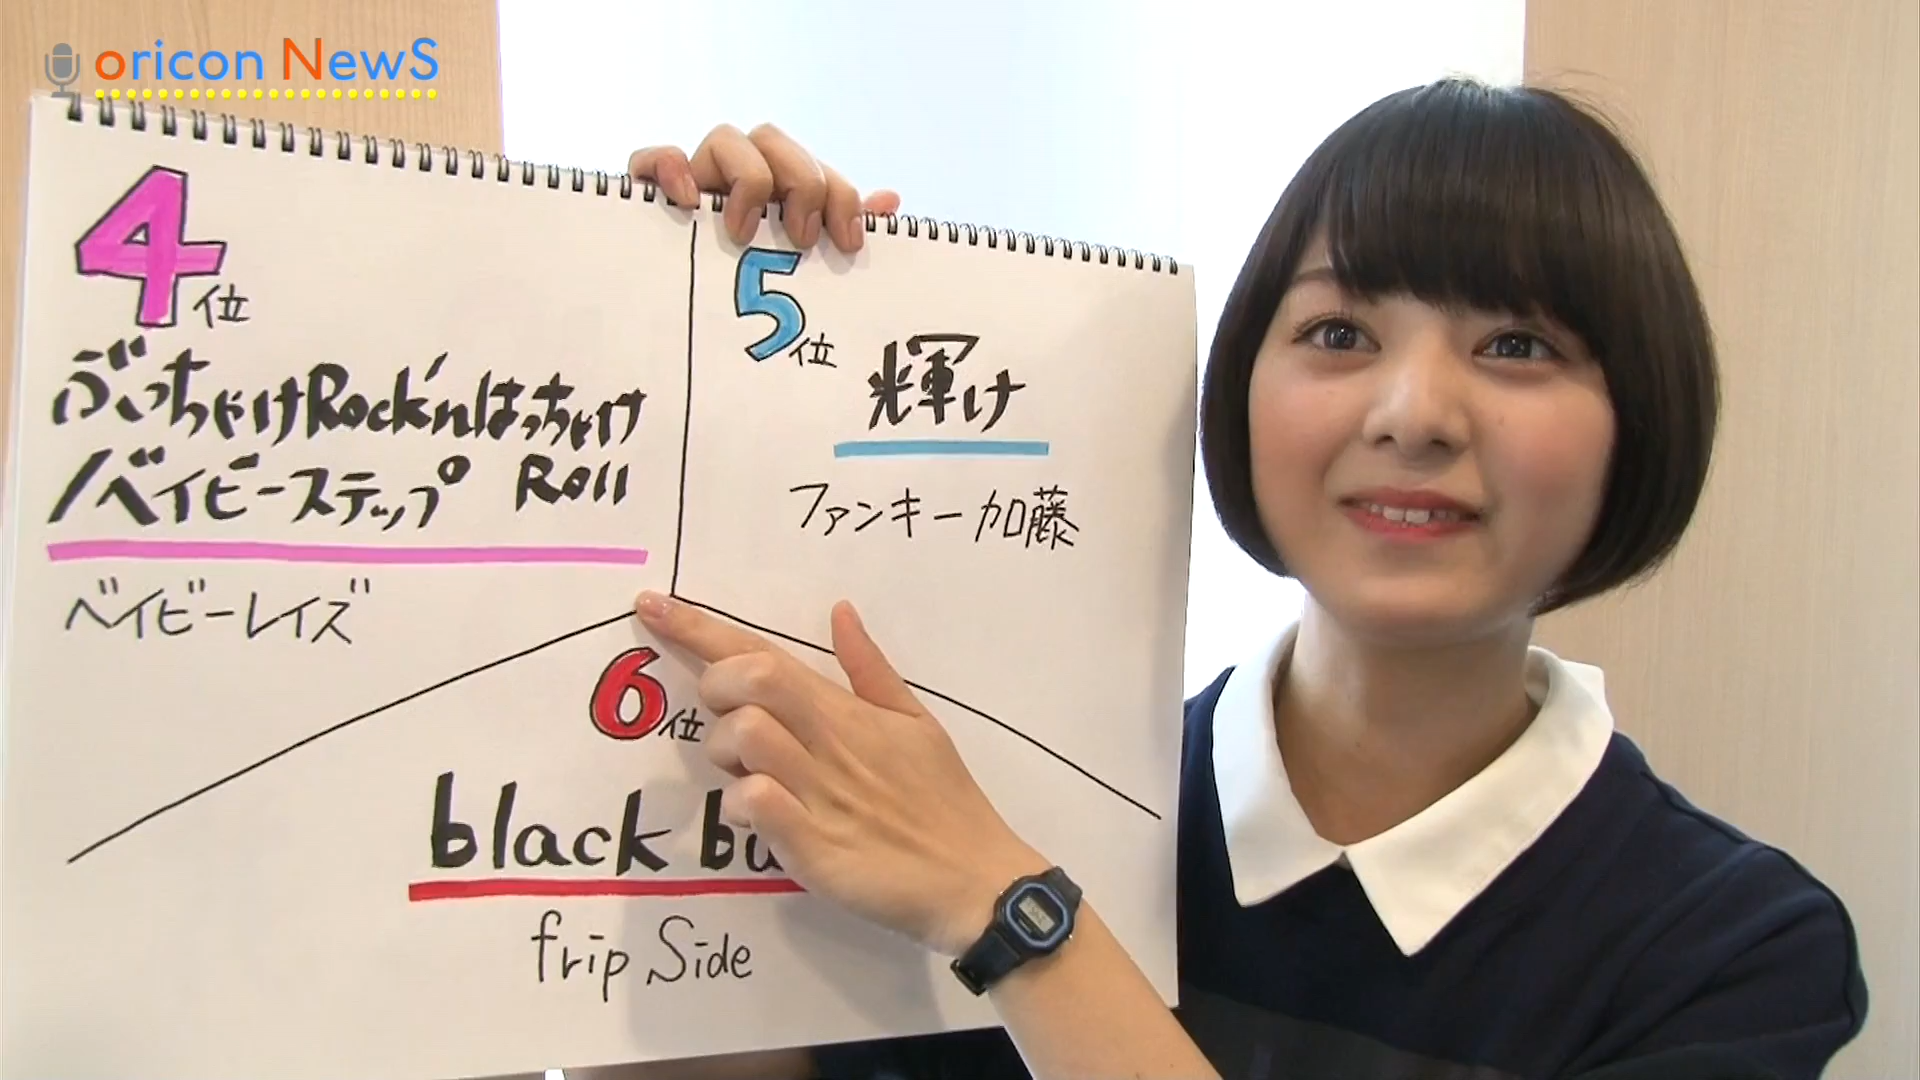 oricon NewS
4位
ぶっちゃけRock'nはっちゃけ
Roll
ベイビーステップ
ベイビーレイズ
5位
輝け
ファンキー加藤
6位
black
frip Side